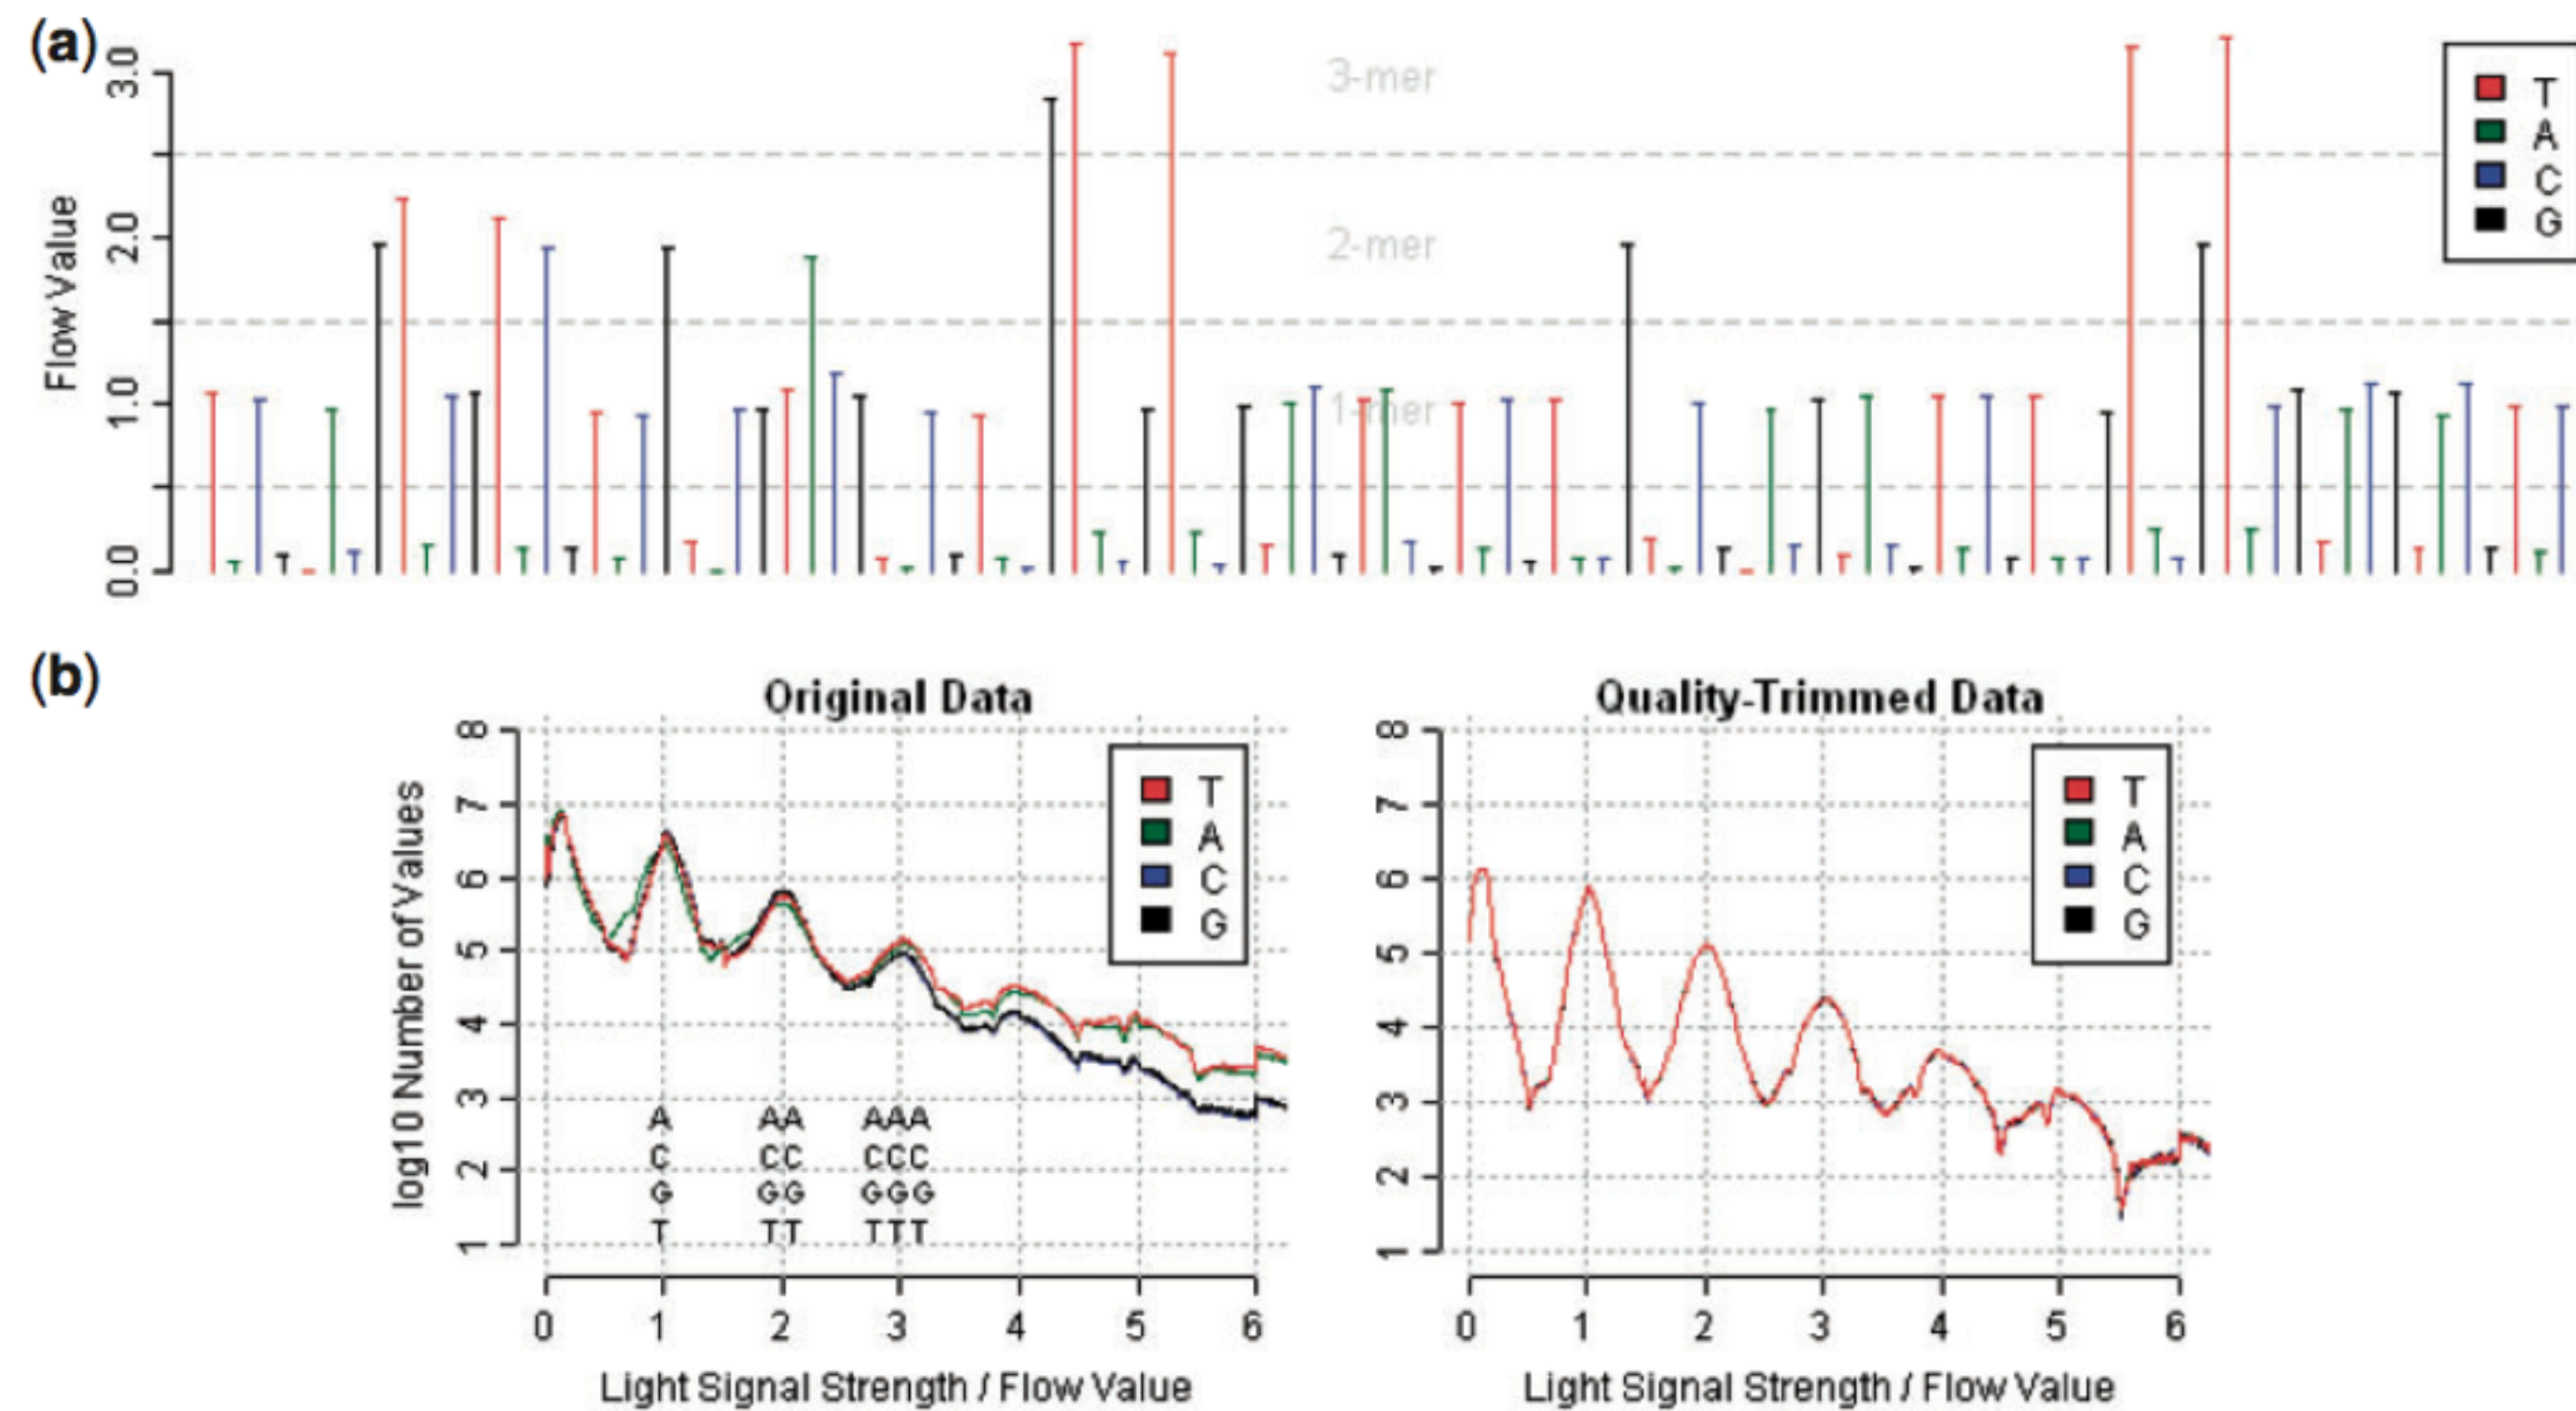 (a)
Flow Value
3.0
2.0
1.0
0.0
3-mer
2-mer
1-mer
T
A
C
G
(b)
Original Data
log10 Number of Values
8
7
6
5
4
3
2
1
T
A
C
G
A AA AAA
C CC CCC
G GG GGG
T TT TTT
0 1 2 3 4 5 6
Light Signal Strength / Flow Value
Quality-Trimmed Data
8
7
6
5
4
3
2
1
T
A
C
G
0 1 2 3 4 5 6
Light Signal Strength / Flow Value